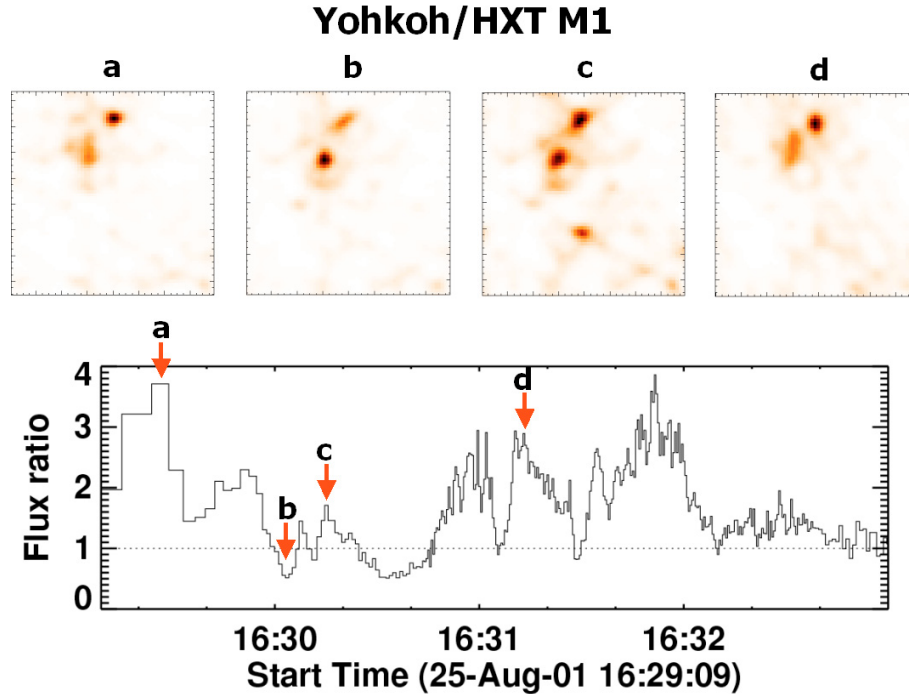 Yohkoh/HXT M1
a b c d
a
d
c
b
4
3
2
1
0
Flux ratio
16:30 16:31 16:32
Start Time (25-Aug-01 16:29:09)